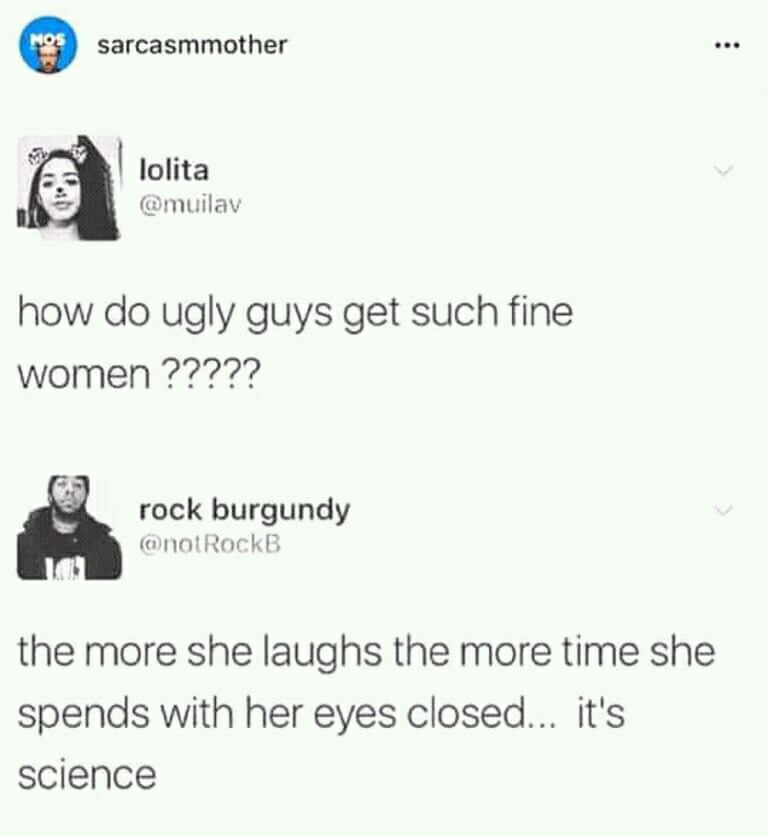 MOS
sarcasmmother
lolita
@muilav
how do ugly guys get such fine
women ?????
rock burgundy
@notRockB
the more she laughs the more time she
spends with her eyes closed... it's
science